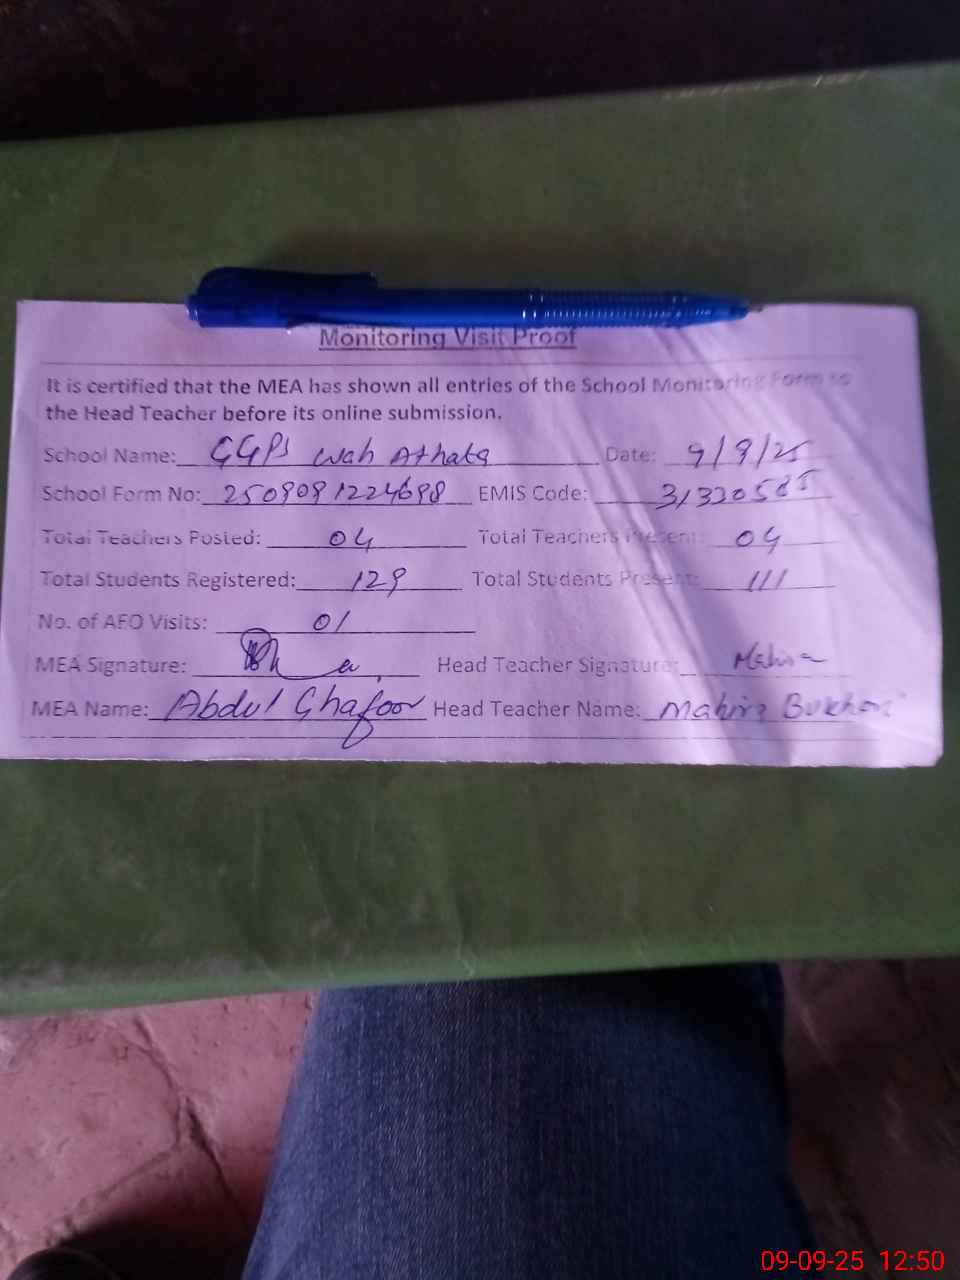 Monitoring Visit Proof
It is certified that the MEA has shown all entries of the School Monitoring Form to
the Head Teacher before its online submission.
School Name: GGPS Wah Athata Date: 9/9/25
School Form No: 2509091224698 EMIS Code: 31330585
Total Teachers Posted: 04 Total Teachers Present: 04
Total Students Registered: 129 Total Students Present: 111
No. of AEO Visits: 01
MEA Signature: Head Teacher Signature: Mahira
MEA Name: Abdul Ghafoor Head Teacher Name: Mahira Bukhari
09-09-25 12:50